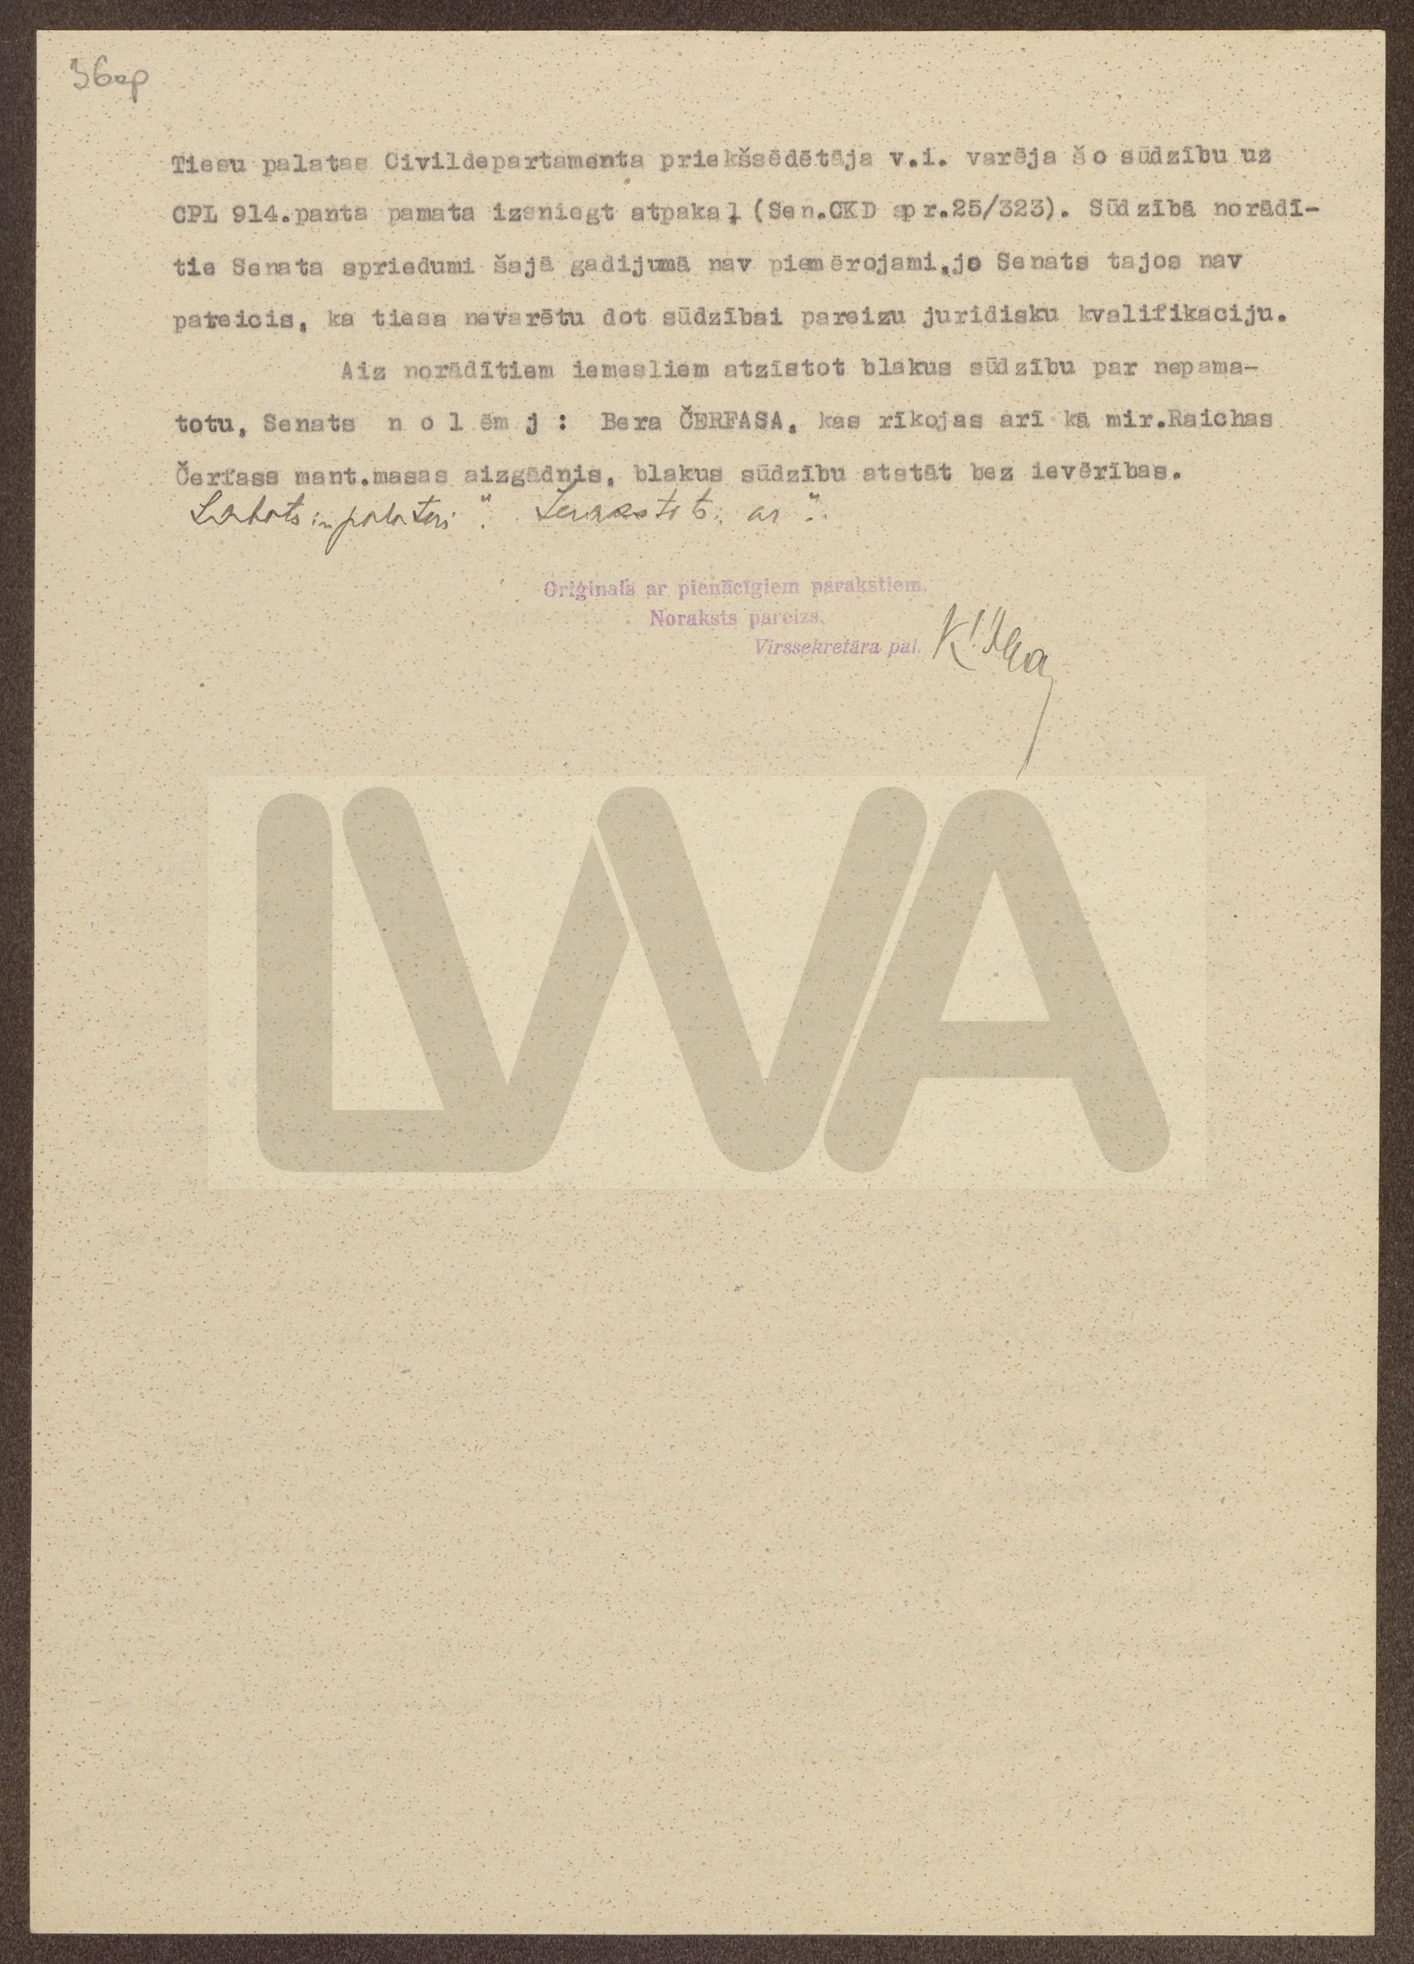 36op
Tiesu palatas Civildepartamenta priekšsēdētāja v.i. varēja šo sūdzību uz
CPL 914.panta pamata izsniegt atpakaļ (Sen.CKD spr.25/323). Sūdzībā norādī-
tie Senata spriedumi šajā gadijumā nav piemērojami,jo Senats tajos nav
pateicis, ka tiesa nevarētu dot sūdzībai pareizu juridisku kvalifikaciju.
Aiz norādītiem iemesliem atzīstot blakus sūdzību par nepama-
totu, Senats n o l ēm j : Bera ČERFASA, kas rīkojas arī kā mir.Raichas
Čerfass mant.masas aizgādnis, blakus sūdzību atstāt bez ievērības.
Labots: ar".
Oriģinals ar pienācīgiem parakstiem.
Noraksts pareizs.
Virssekretāra pal.
LVVA